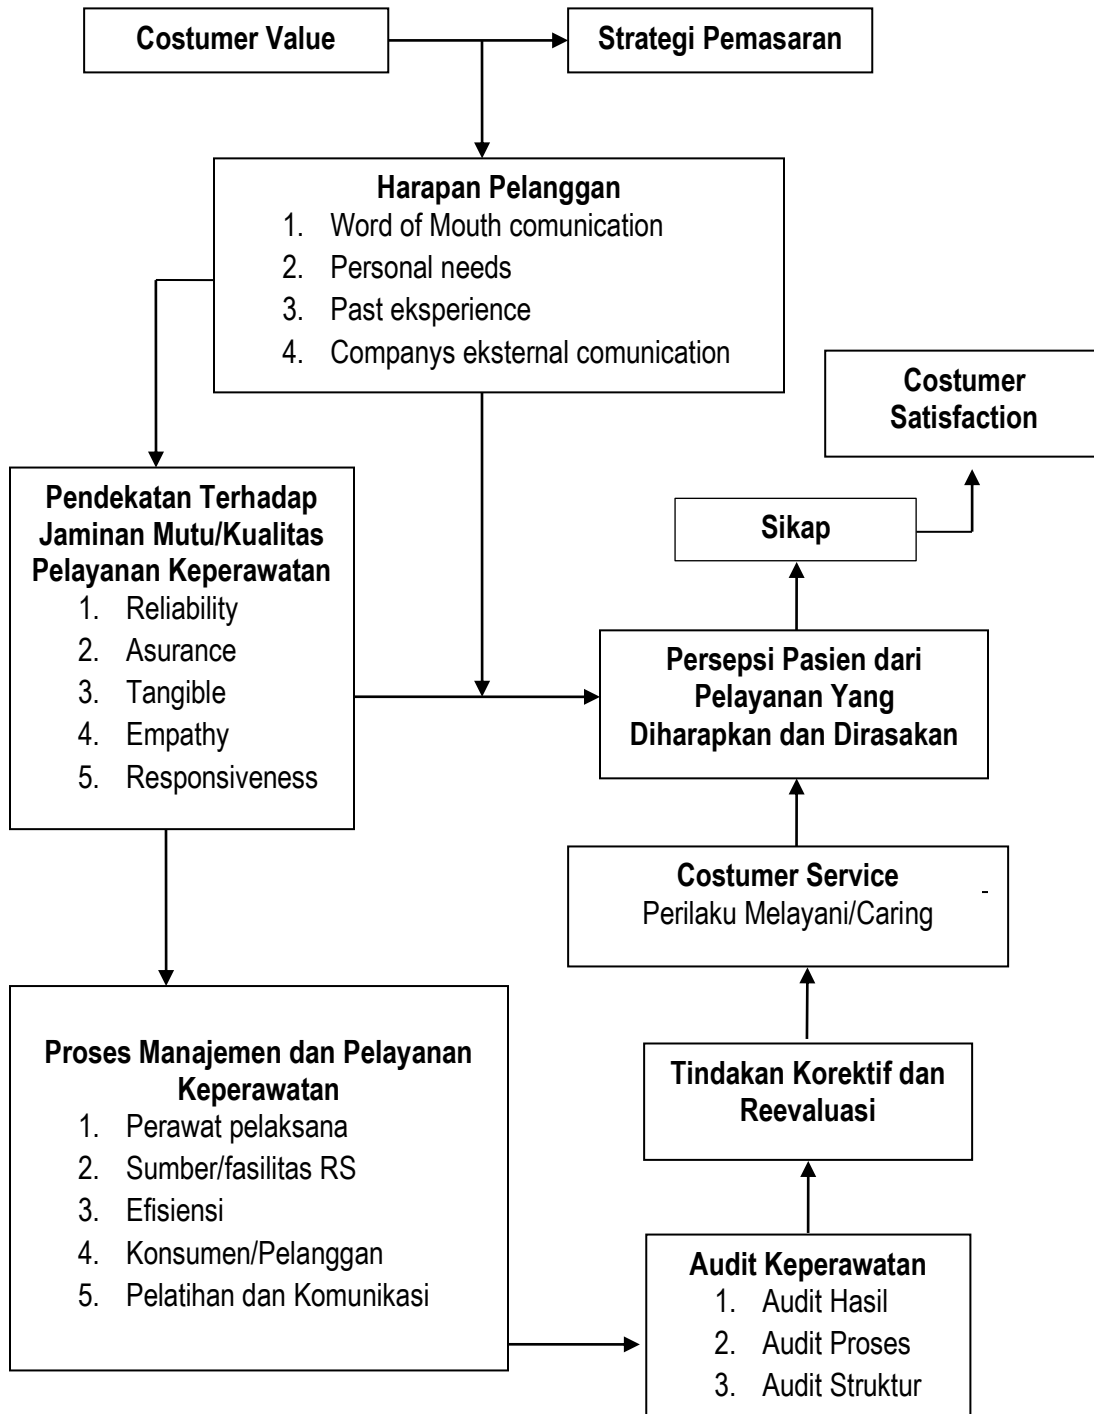 Costumer Value
Strategi Pemasaran
Harapan Pelanggan
1. Word of Mouth comunication
2. Personal needs
3. Past eksperience
4. Companys eksternal comunication
Costumer
Satisfaction
Pendekatan Terhadap
Jaminan Mutu/Kualitas
Pelayanan Keperawatan
1. Reliability
2. Asurance
3. Tangible
4. Empathy
5. Responsiveness
Sikap
Persepsi Pasien dari
Pelayanan Yang
Diharapkan dan Dirasakan
Costumer Service
Perilaku Melayani/Caring
-
Proses Manajemen dan Pelayanan
Keperawatan
1. Perawat pelaksana
2. Sumber/fasilitas RS
3. Efisiensi
4. Konsumen/Pelanggan
5. Pelatihan dan Komunikasi
Tindakan Korektif dan
Reevaluasi
Audit Keperawatan
1. Audit Hasil
2. Audit Proses
3. Audit Struktur